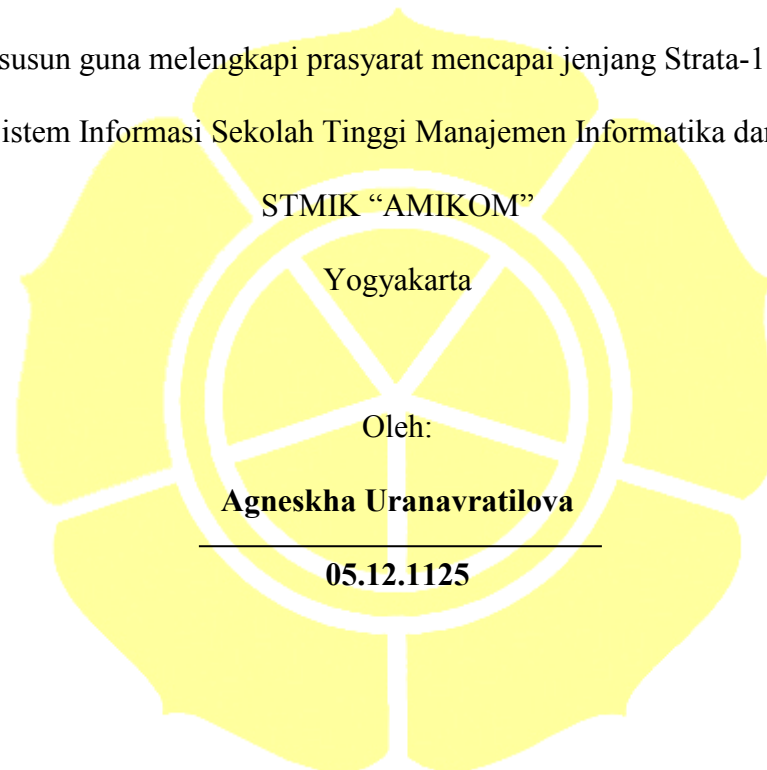 susun guna melengkapi prasyarat mencapai jenjang Strata-1
istem Informasi Sekolah Tinggi Manajemen Informatika dan
STMIK “AMIKOM”
Yogyakarta
Oleh:
Agneskha Uranavratilova
05.12.1125